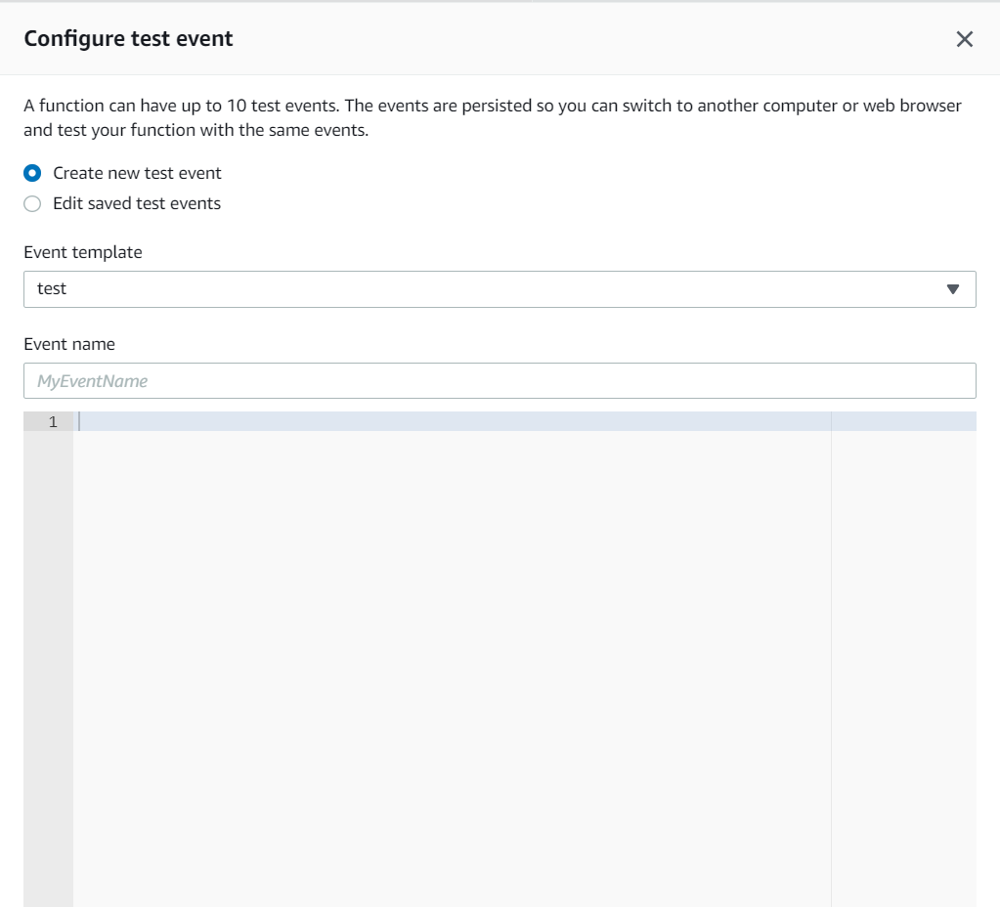 Configure test event
A function can have up to 10 test events. The events are persisted so you can switch to another computer or web browser
and test your function with the same events.
Create new test event
Edit saved test events
Event template
test
Event name
MyEventName
1